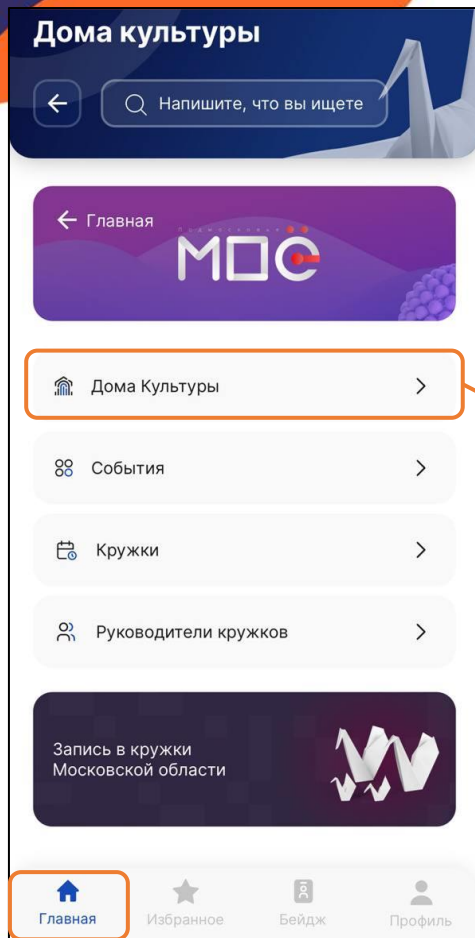 Дома культуры
Напишите, что вы ищете
Главная
МОЁ
Дома Культуры
События
Кружки
Руководители кружков
Запись в кружки
Московской области
Главная
Избранное
Бейдж
Профиль